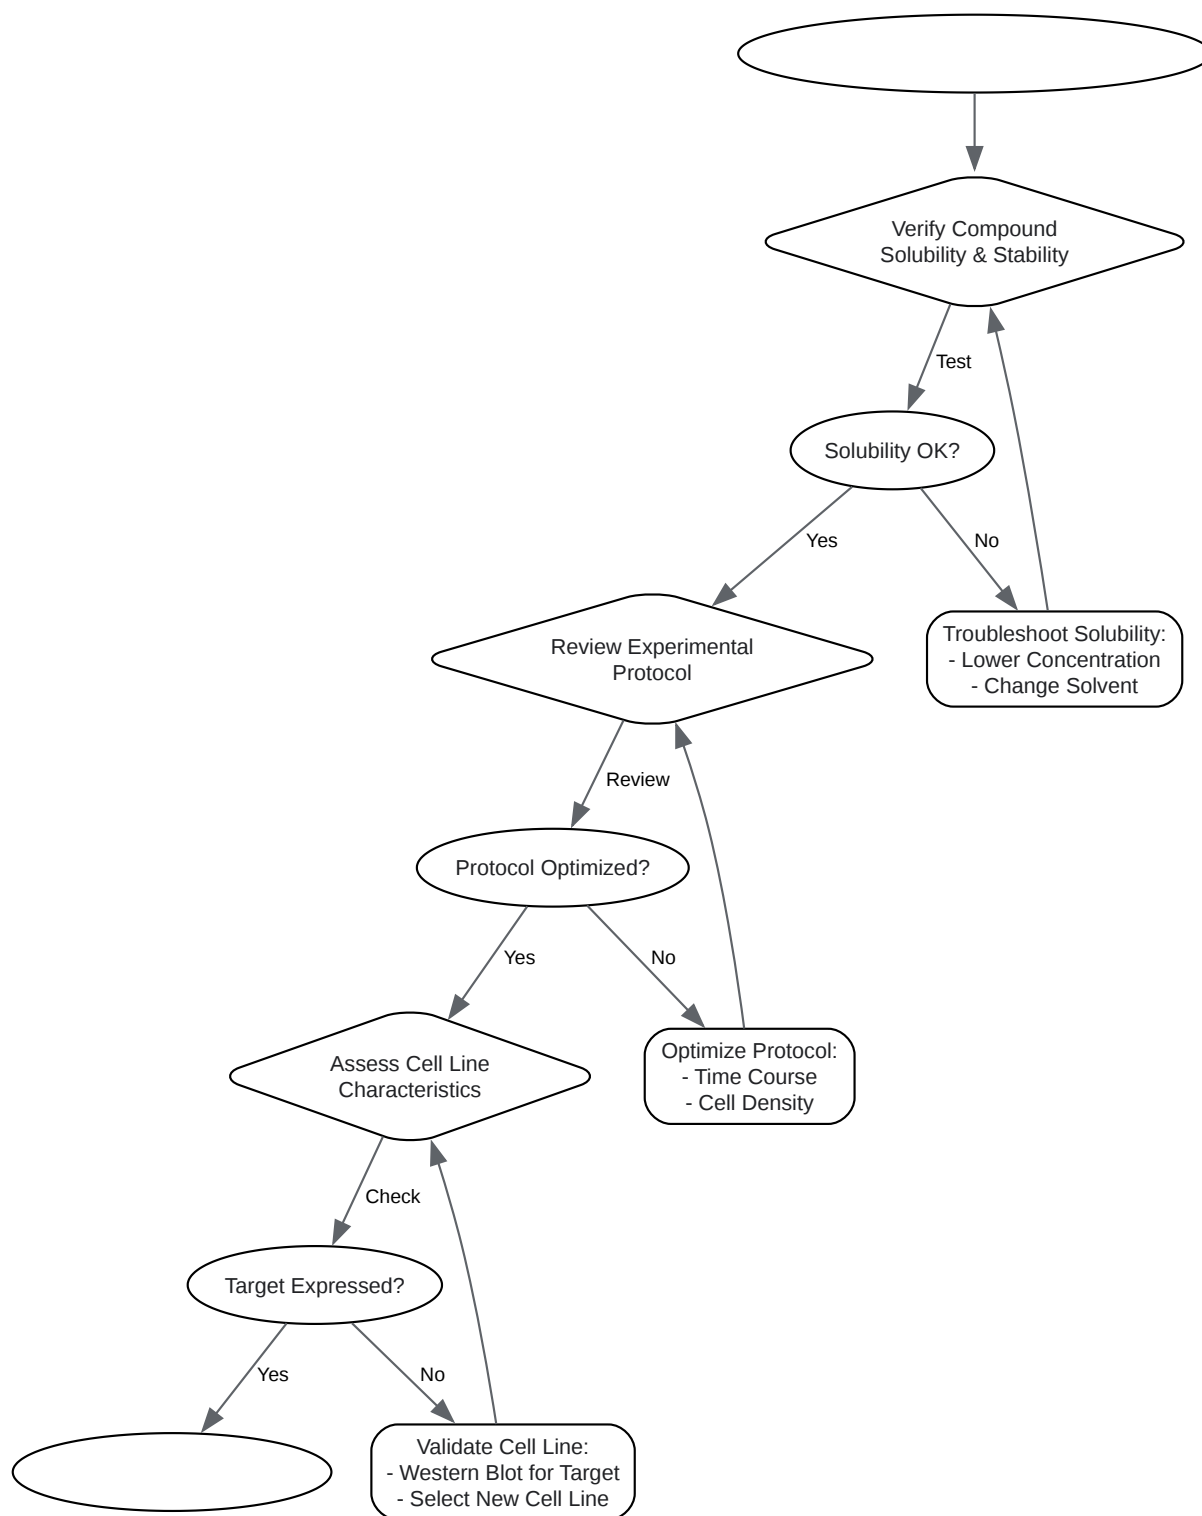 Verify Compound
Solubility & Stability
Test
Solubility OK?
Yes
No
Troubleshoot Solubility:
- Lower Concentration
- Change Solvent
Review Experimental
Protocol
Review
Protocol Optimized?
Yes
No
Optimize Protocol:
- Time Course
- Cell Density
Assess Cell Line
Characteristics
Check
Target Expressed?
Yes
No
Validate Cell Line:
- Western Blot for Target
- Select New Cell Line